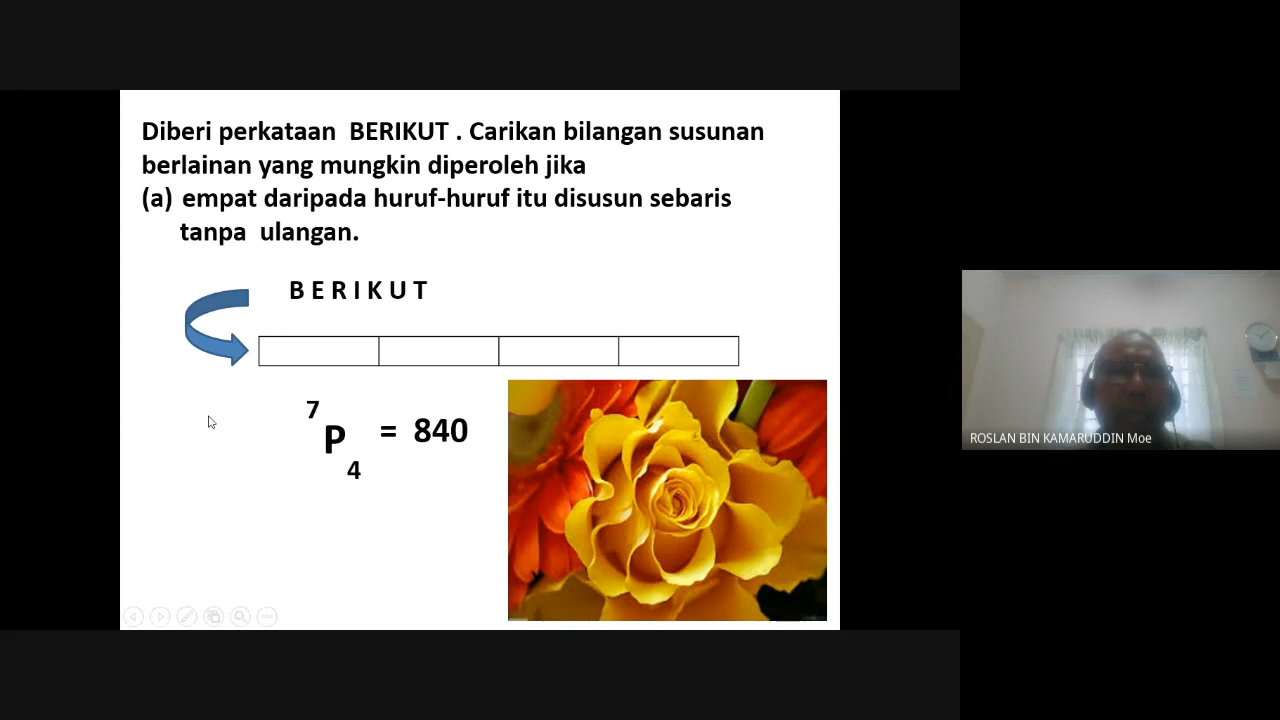 Diberi perkataan BERIKUT . Carikan bilangan susunan
berlainan yang mungkin diperoleh jika
(a) empat daripada huruf-huruf itu disusun sebaris
tanpa ulangan.
B E R I K U T
7
P = 840
4
ROSLAN BIN KAMARUDDIN Moe